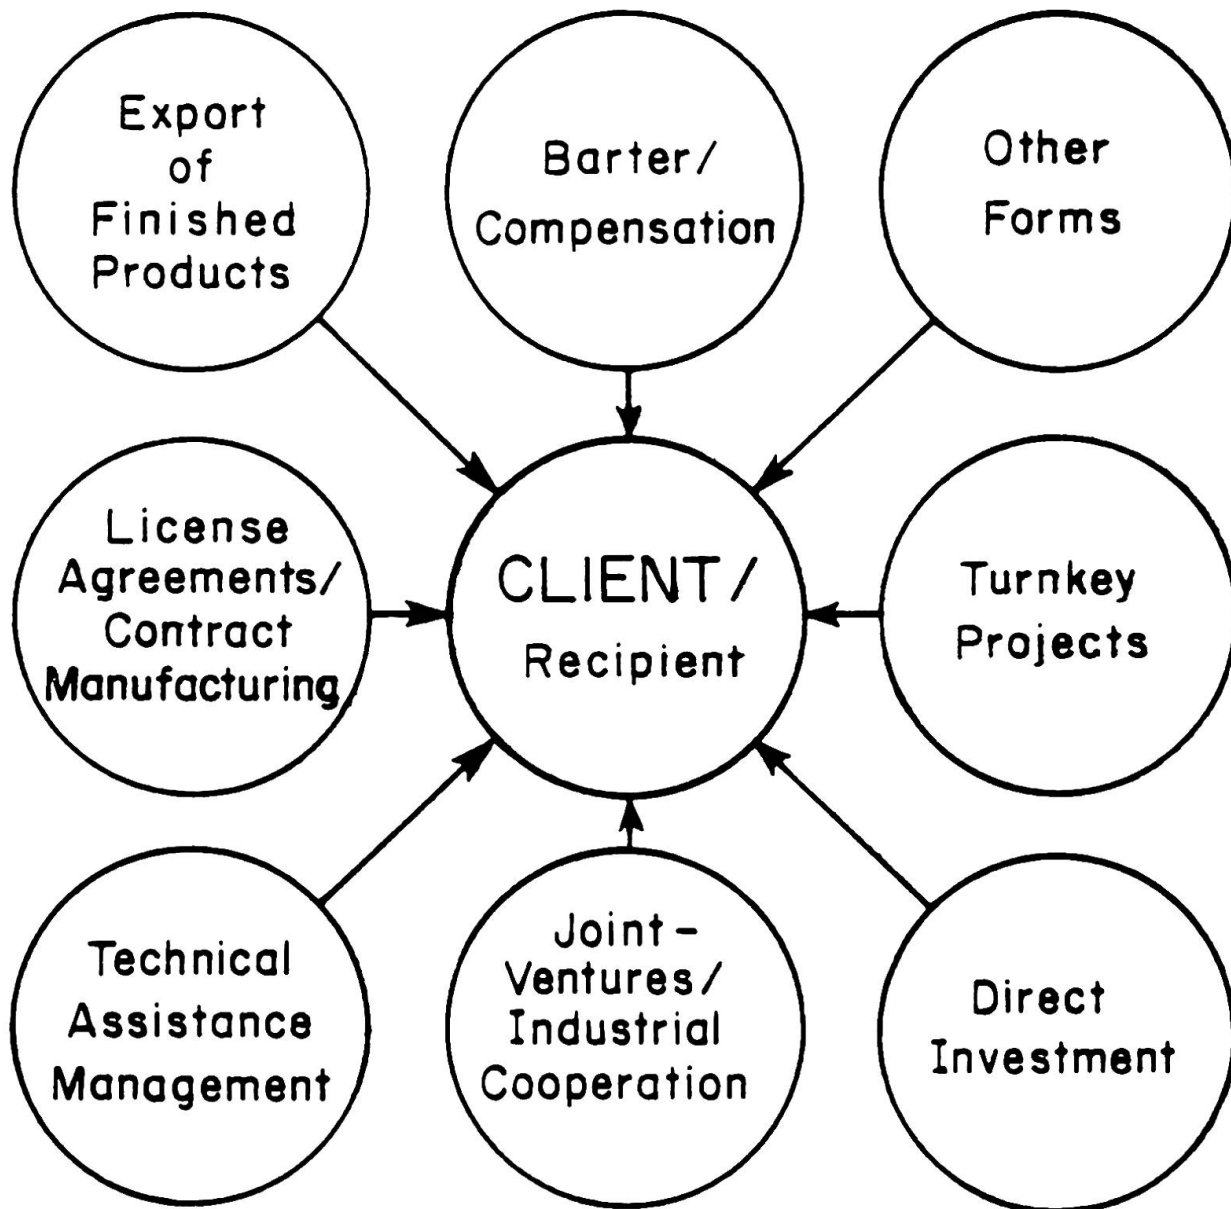 Export
of
Finished
Products
Barter/
Compensation
Other
Forms
License
Agreements/
Contract
Manufacturing
CLIENT/
Recipient
Turnkey
Projects
Technical
Assistance
Management
Joint-
Ventures/
Industrial
Cooperation
Direct
Investment